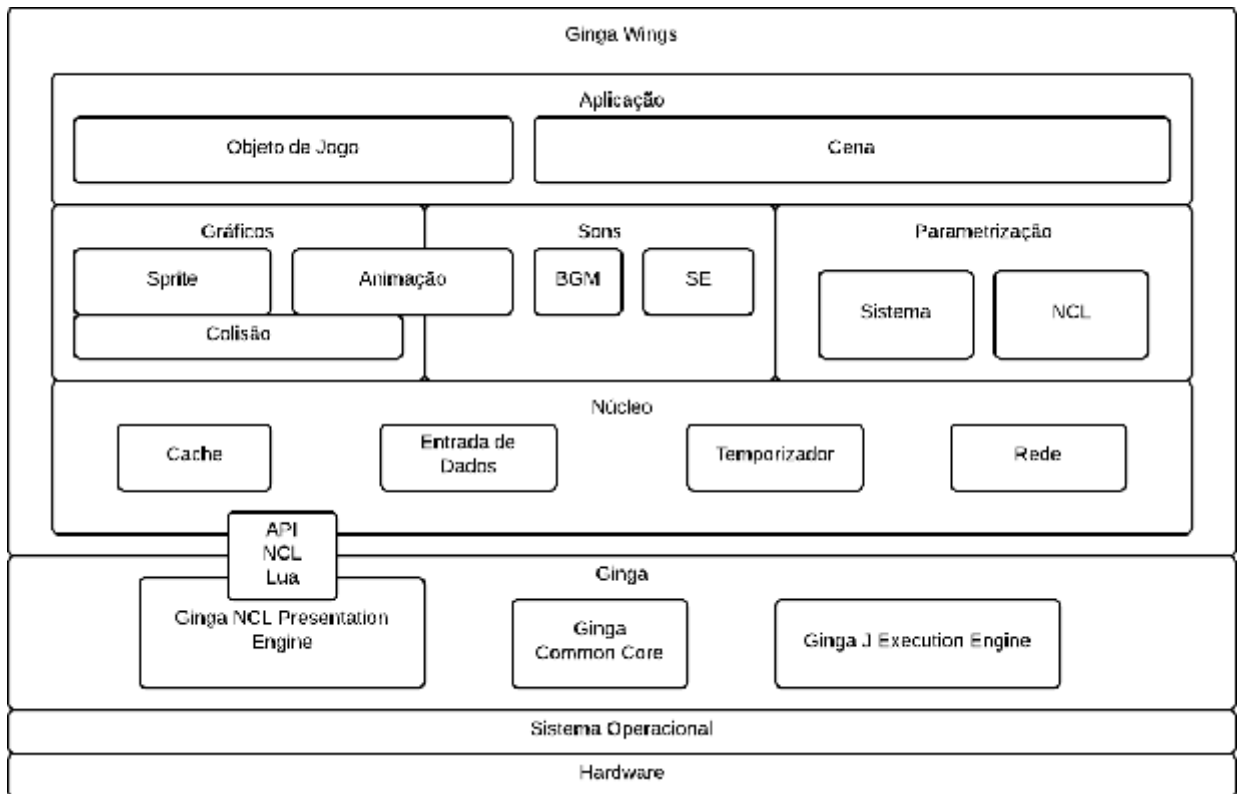 Ginga Wings
Aplicação
Objeto de Jogo
Cena
Gráficos
Sons
Parametrização
Sprite
Animação
BGM
SE
Sistema
NCL
Colisão
Núcleo
Cache
Entrada de
Dados
Temporizador
Rede
API
NCL
Lua
Ginga
Ginga NCL Presentation
Engine
Ginga
Common Core
Ginga J Execution Engine
Sistema Operacional
Hardware